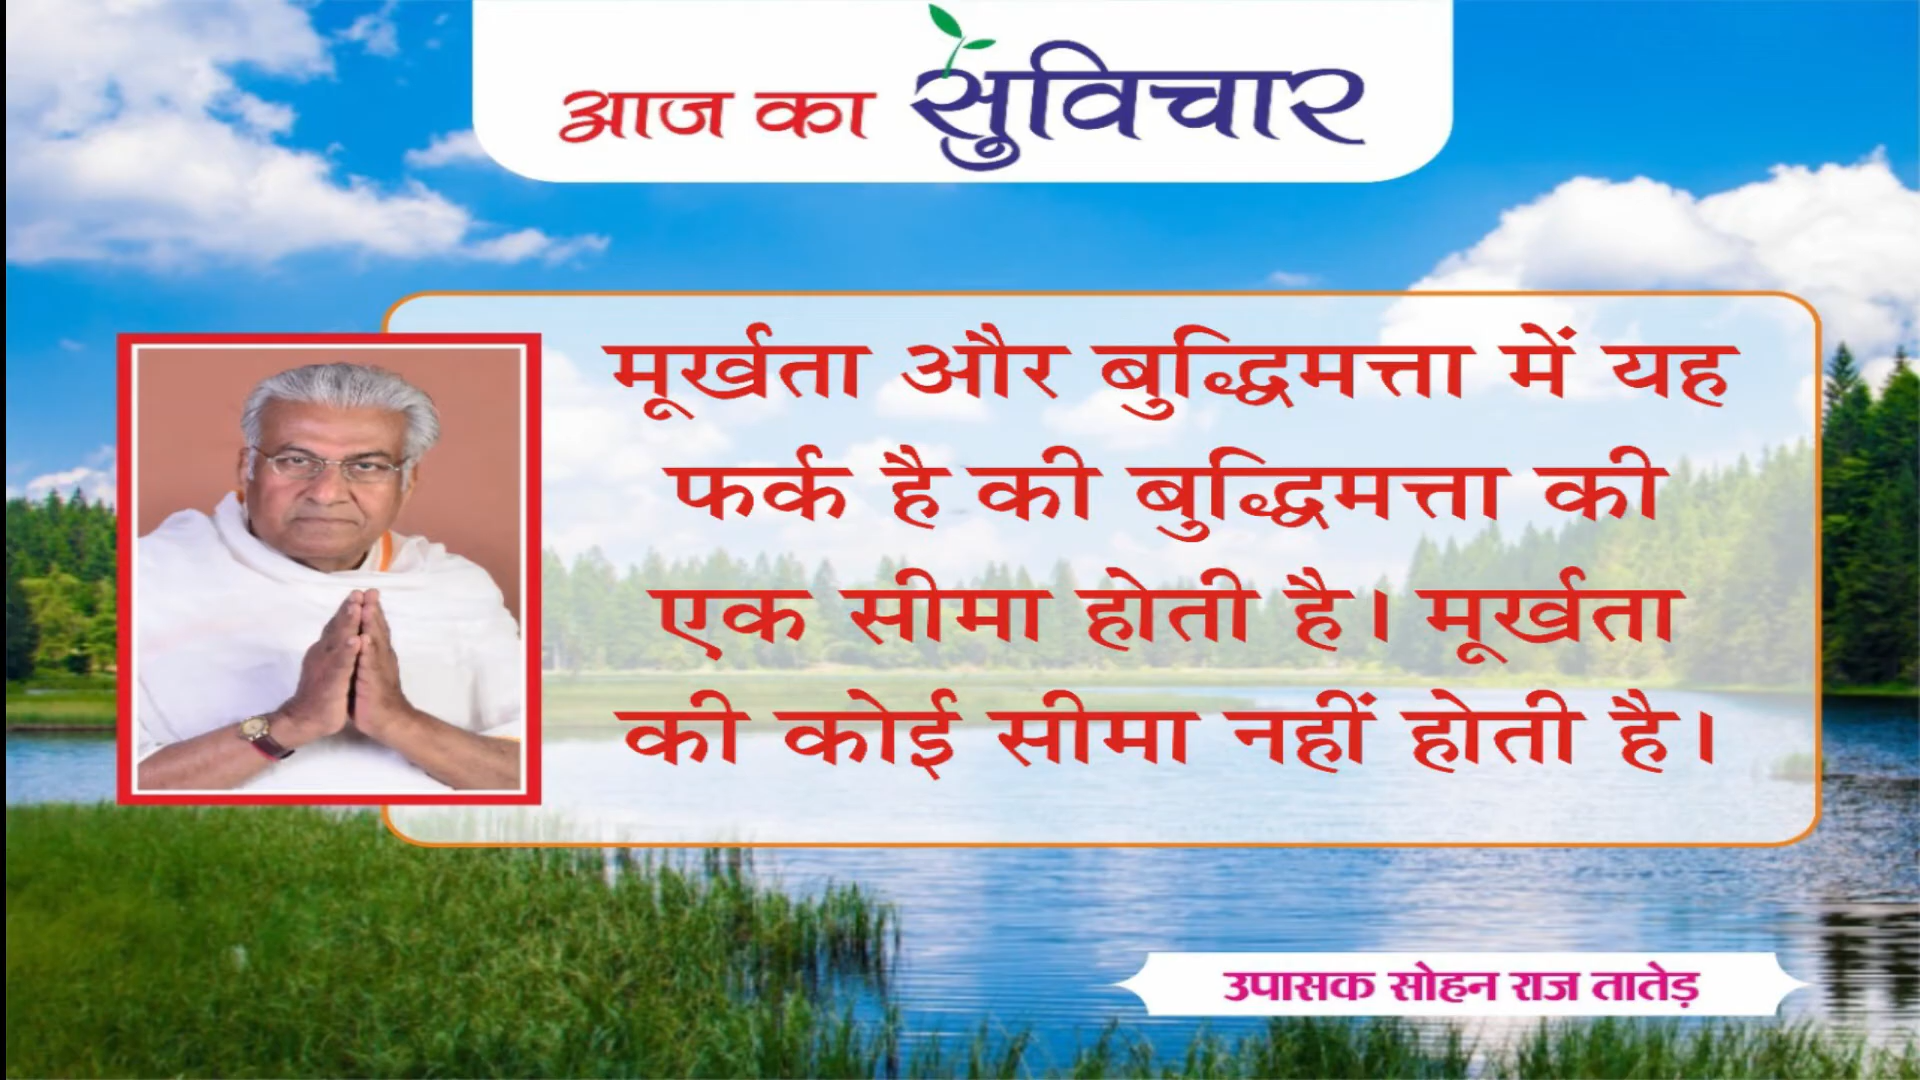 आज का सुविचार
मूर्खता और बुद्धिमत्ता में यह
फर्क है की बुद्धिमत्ता की
एक सीमा होती है। मूर्खता
की कोई सीमा नहीं होती है।
उपासक सोहन राज तातेड़